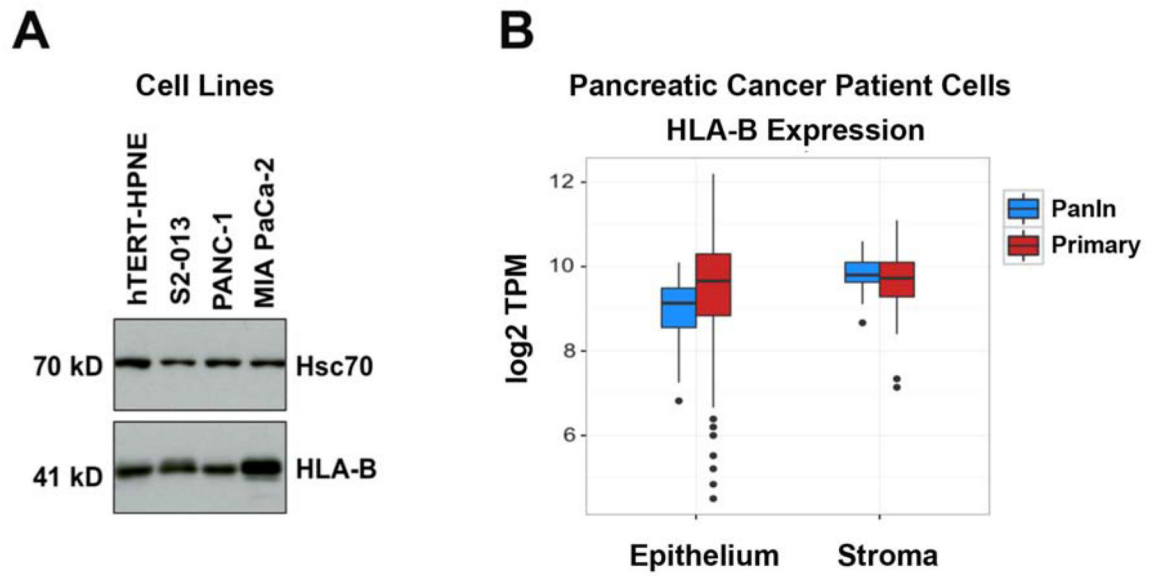 A
Cell Lines
hTERT-HPNE
S2-013
PANC-1
MIA PaCa-2
70 kD
Hsc70
41 kD
HLA-B
B
Pancreatic Cancer Patient Cells
HLA-B Expression
log2 TPM
12
10
8
6
Epithelium
Stroma
PanIn
Primary